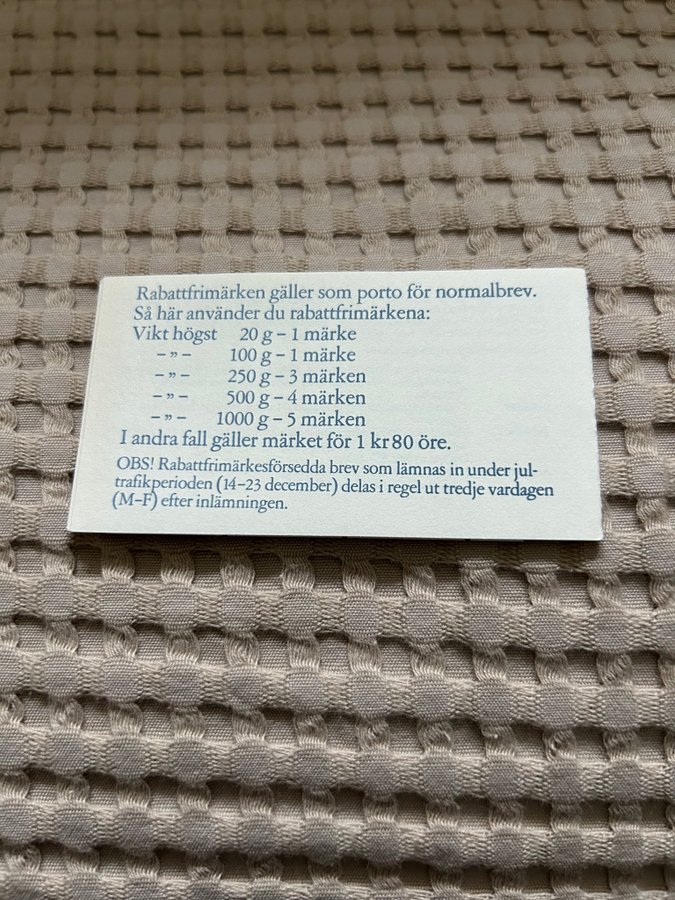 Rabattfrimärken gäller som porto för normalbrev.
Så här använder du rabattfrimärkena:
Vikt högst 20 g – 1 märke
– ” – 100 g – 1 märke
– ” – 250 g – 3 märken
– ” – 500 g – 4 märken
– ” – 1000 g – 5 märken
I andra fall gäller märket för 1 kr 80 öre.
OBS! Rabattfrimärkesförsedda brev som lämnas in under jul-
trafikperioden (14–23 december) delas i regel ut tredje vardagen
(M–F) efter inlämningen.